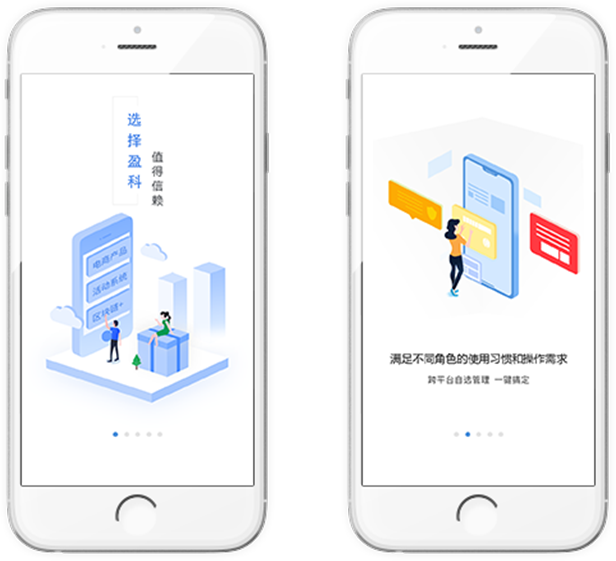 选择盈科
值得信赖
电商产品
活动系统
区块链+
满足不同角色的使用习惯和操作需求
跨平台自选管理 一键搞定